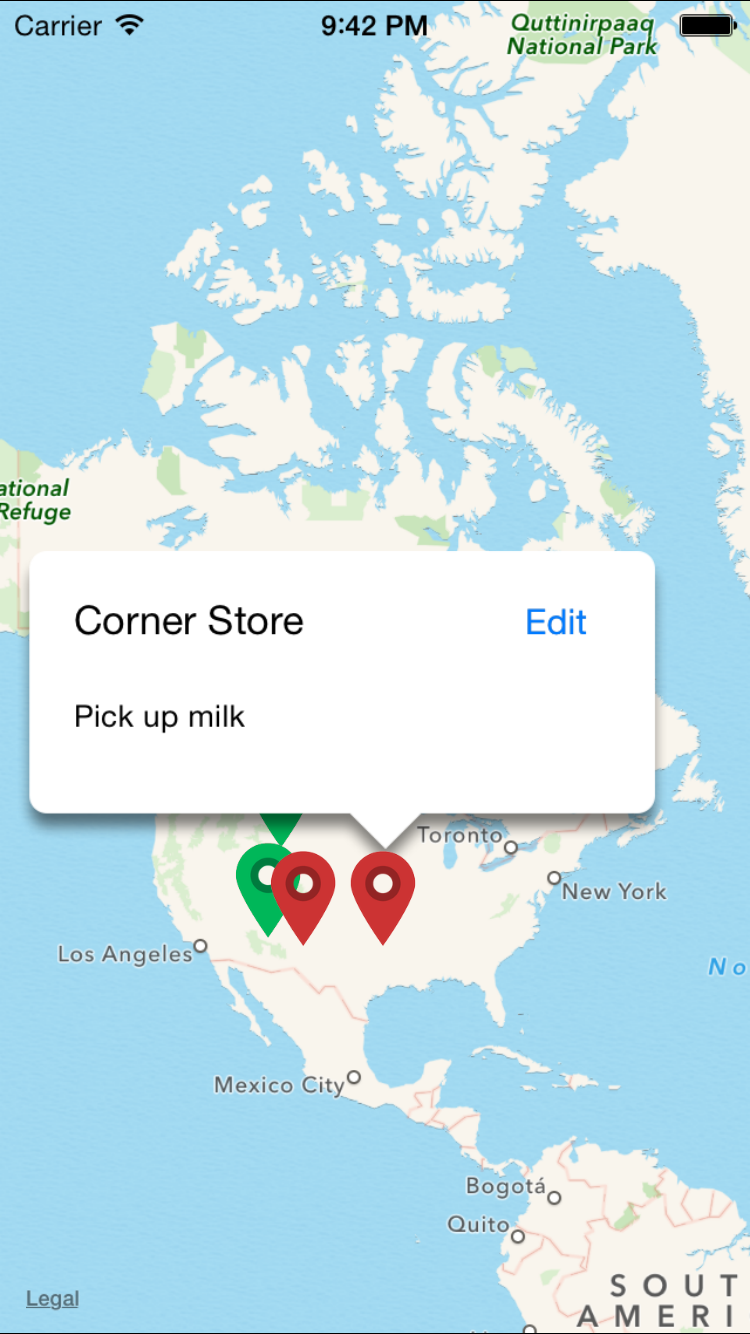 Carrier 9:42 PM
Quttinirpaaq
National Park
ational
Refuge
Corner Store Edit
Pick up milk
Toronto
New York
Los Angeles
No
Mexico City
Bogotá
Quito
SOUT
AMERI
Legal